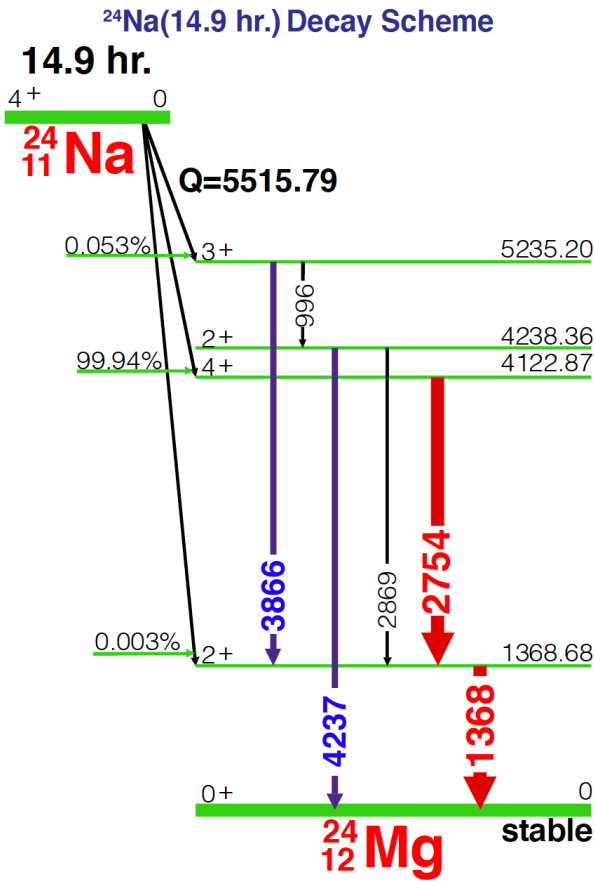 24Na(14.9 hr.) Decay Scheme
14.9 hr.
4+ 0
24
11 Na
Q=5515.79
0.053% 3+ 5235.20
996
2+ 4238.36
99.94% 4+ 4122.87
3866
4237
2869
2754
0.003% 2+ 1368.68
1368
0+ 0
24
12 Mg
stable